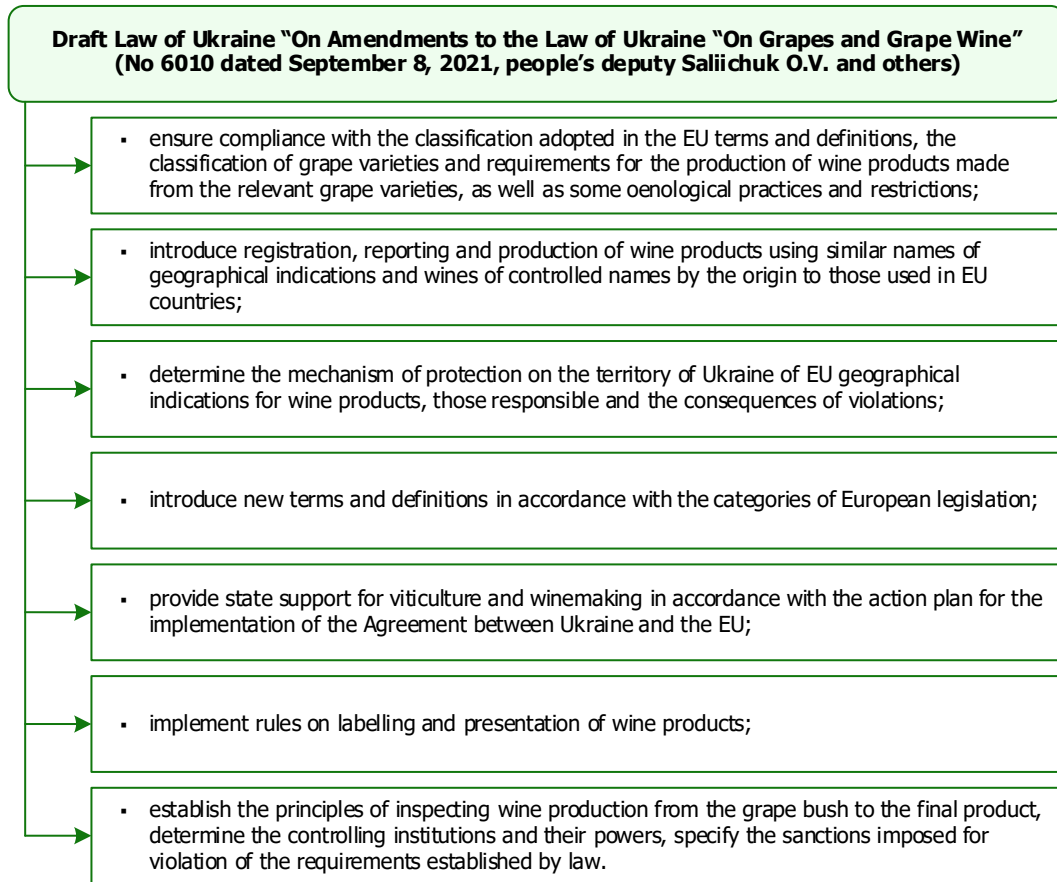 Draft Law of Ukraine “On Amendments to the Law of Ukraine “On Grapes and Grape Wine”
(No 6010 dated September 8, 2021, people’s deputy Saliichuk O.V. and others)
▪ ensure compliance with the classification adopted in the EU terms and definitions, the
classification of grape varieties and requirements for the production of wine products made
from the relevant grape varieties, as well as some oenological practices and restrictions;
▪ introduce registration, reporting and production of wine products using similar names of
geographical indications and wines of controlled names by the origin to those used in EU
countries;
▪ determine the mechanism of protection on the territory of Ukraine of EU geographical
indications for wine products, those responsible and the consequences of violations;
▪ introduce new terms and definitions in accordance with the categories of European legislation;
▪ provide state support for viticulture and winemaking in accordance with the action plan for the
implementation of the Agreement between Ukraine and the EU;
▪ implement rules on labelling and presentation of wine products;
▪ establish the principles of inspecting wine production from the grape bush to the final product,
determine the controlling institutions and their powers, specify the sanctions imposed for
violation of the requirements established by law.